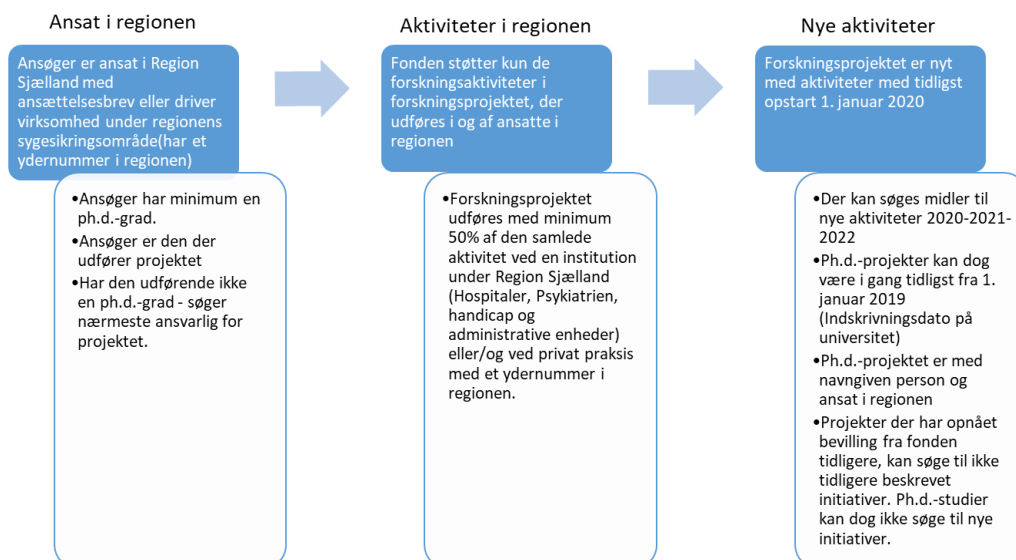 Ansat i regionen
Ansøger er ansat i Region
Sjælland med
ansættelsesbrev eller driver
virksomhed under regionens
sygesikringsområde(har et
ydernummer i regionen)
•Ansøger har minimum en
ph.d.-grad.
•Ansøger er den der
udfører projektet
•Har den udførende ikke
en ph.d.-grad - søger
nærmeste ansvarlig for
projektet.
Aktiviteter i regionen
Fonden støtter kun de
forskningsaktiviteter i
forskningsprojektet, der
udføres i og af ansatte i
regionen
•Forskningsprojektet
udføres med minimum
50% af den samlede
aktivitet ved en institution
under Region Sjælland
(Hospitaler, Psykiatrien,
handicap og
administrative enheder)
eller/og ved privat praksis
med et ydernummer i
regionen.
Nye aktiviteter
Forskningsprojektet er nyt
med aktiviteter med tidligst
opstart 1. januar 2020
•Der kan søges midler til
nye aktiviteter 2020-2021-
2022
•Ph.d.-projekter kan dog
være i gang tidligst fra 1.
januar 2019
(Indskrivningsdato på
universitet)
•Ph.d.-projektet er med
navngiven person og
ansat i regionen
•Projekter der har opnået
bevilling fra fonden
tidligere, kan søge til ikke
tidligere beskrevet
initiativer. Ph.d.-studier
kan dog ikke søge til nye
initiativer.